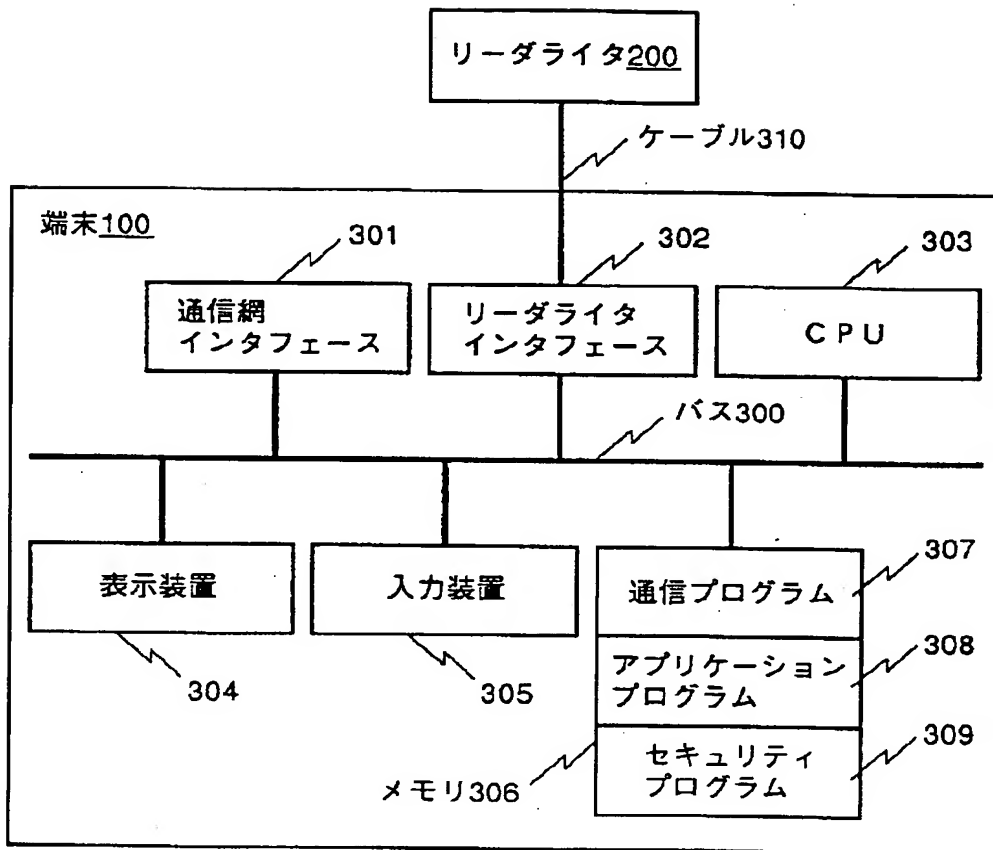 リーダライタ200
ケーブル310
端末100
301
302
303
通信網
インタフェース
リーダライタ
インタフェース
CPU
バス300
表示装置
入力装置
通信プログラム
307
アプリケーション
プログラム
308
セキュリティ
プログラム
309
304
305
メモリ306